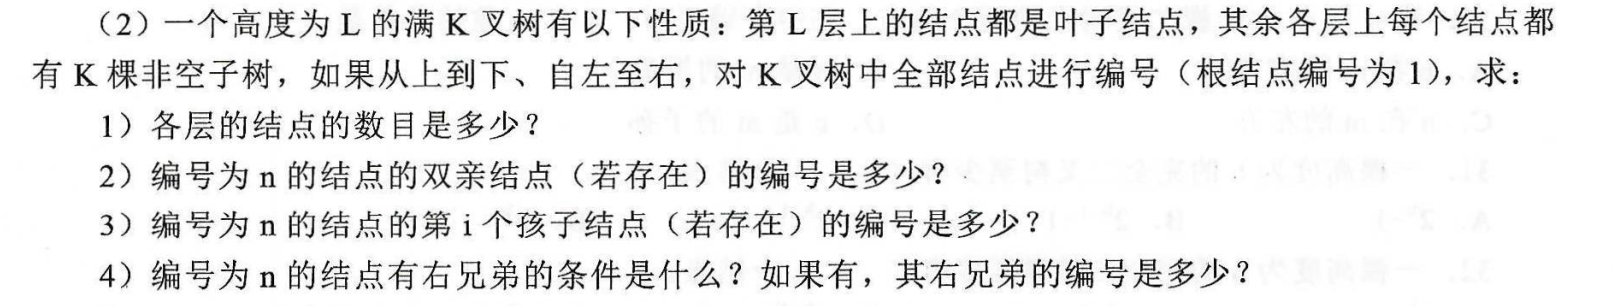 （2）一个高度为 L 的满 K 叉树有以下性质：第 L 层上的结点都是叶子结点，其余各层上每个结点都
有 K 棵非空子树，如果从上到下、自左至右，对 K 叉树中全部结点进行编号（根结点编号为 1），求：
1）各层的结点的数目是多少？
2）编号为 n 的结点的双亲结点（若存在）的编号是多少？
3）编号为 n 的结点的第 i 个孩子结点（若存在）的编号是多少？
4）编号为 n 的结点有右兄弟的条件是什么？如果有，其右兄弟的编号是多少？